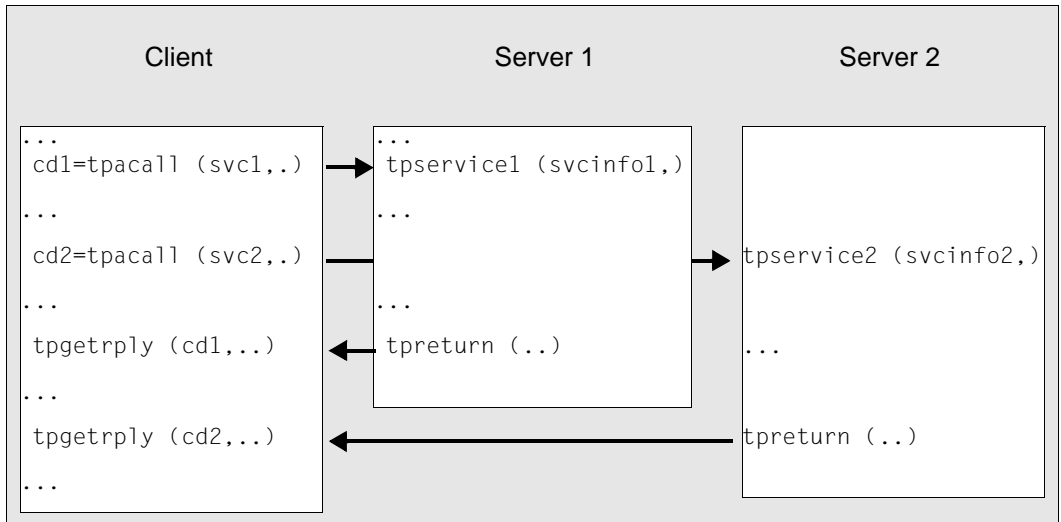 Client
Server 1
Server 2
...
cd1=tpacall (svc1,.)
...
cd2=tpacall (svc2,.)
...
tpgetrply (cd1,..)
...
tpgetrply (cd2,..)
...
...
tpservice1 (svcinfo1,)
...
...
tpreturn (..)
tpservice2 (svcinfo2,)
...
tpreturn (..)